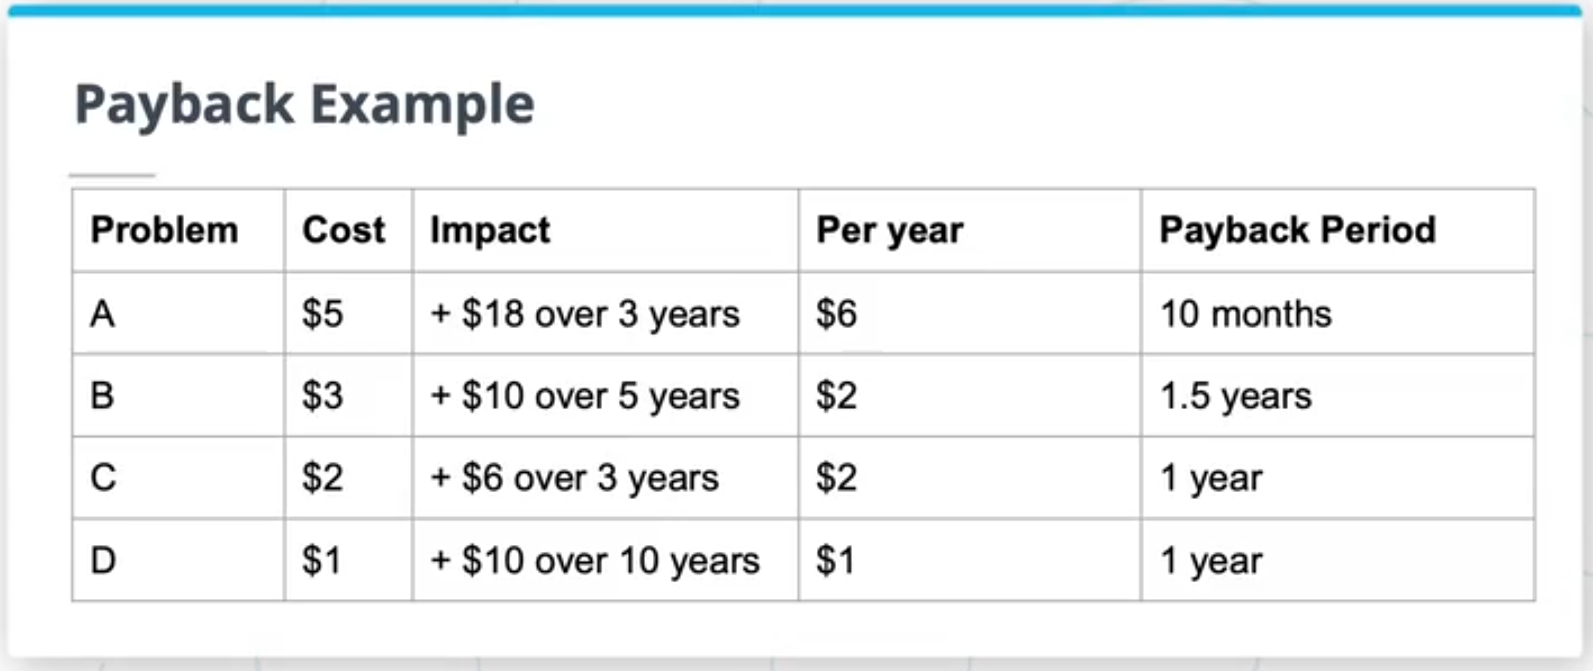 Payback Example
Problem Cost Impact Per year Payback Period
A $5 + $18 over 3 years $6 10 months
B $3 + $10 over 5 years $2 1.5 years
C $2 + $6 over 3 years $2 1 year
D $1 + $10 over 10 years $1 1 year